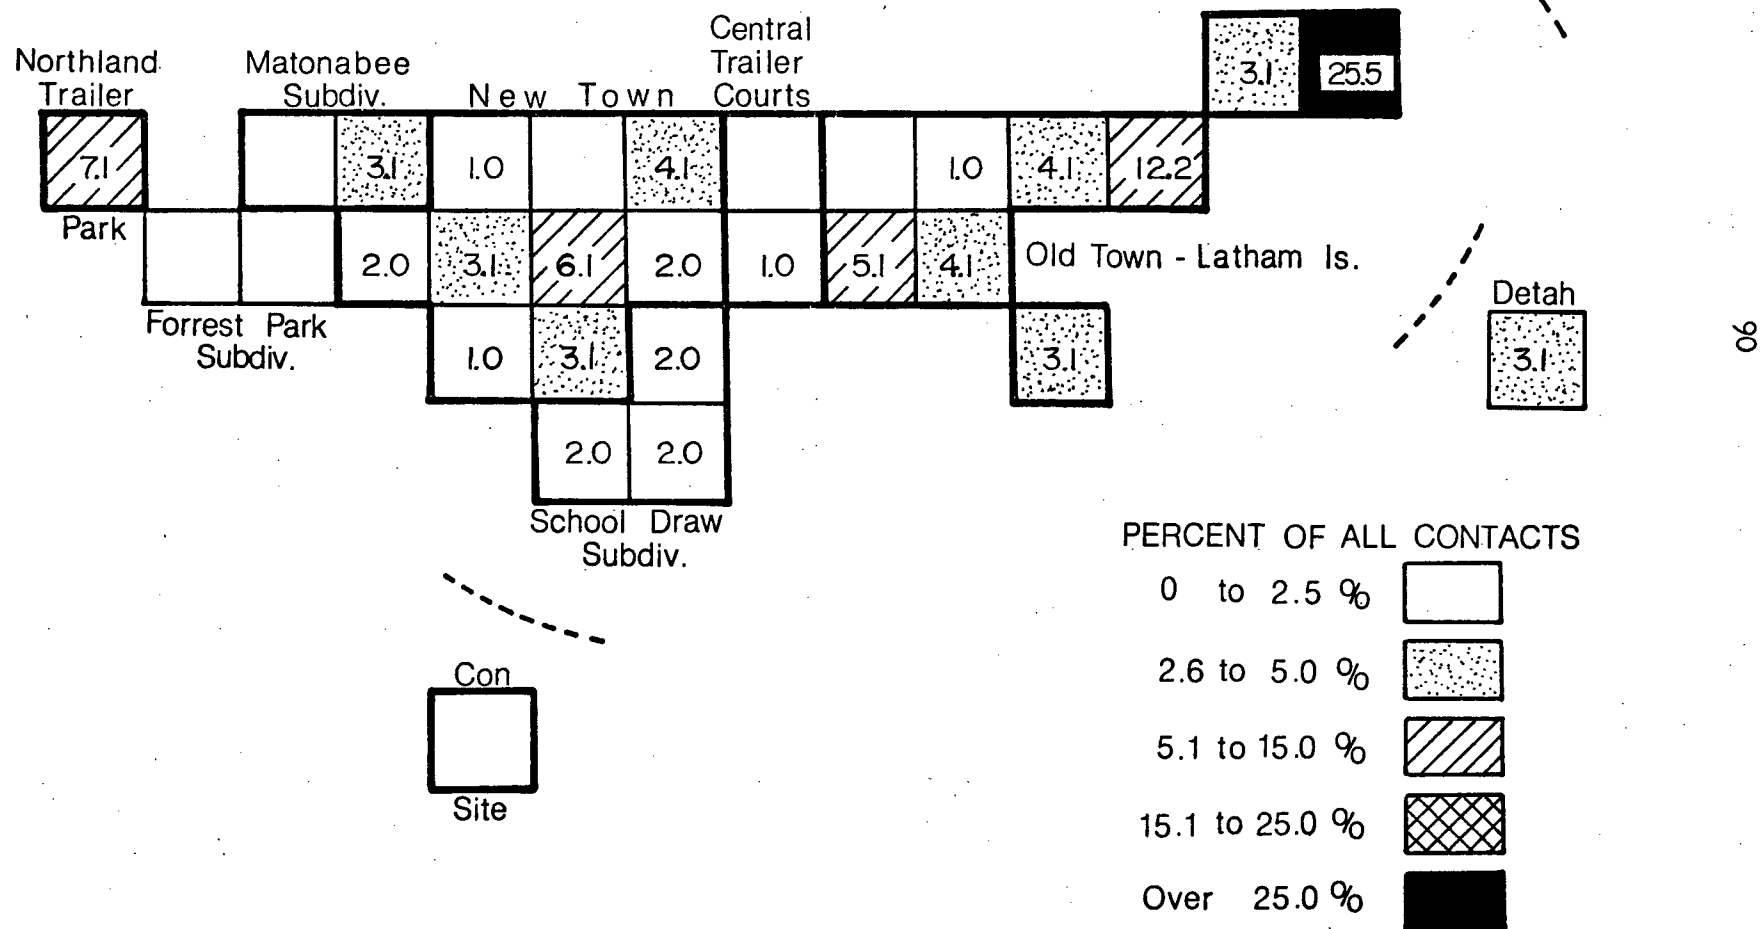 Central
Trailer
Courts
Northland
Trailer
Matonabee
Subdiv.
New Town
3.1 25.5
7.1 3.1 1.0 4.1 1.0 4.1 12.2
Park
2.0 3.1 6.1 2.0 1.0 5.1 4.1
Old Town - Latham Is.
Detah
Forrest Park
Subdiv.
1.0 3.1 2.0 3.1 3.1
90
2.0 2.0
School Draw
Subdiv.
PERCENT OF ALL CONTACTS
0 to 2.5 %
2.6 to 5.0 %
5.1 to 15.0 %
15.1 to 25.0 %
Over 25.0 %
Con
Site